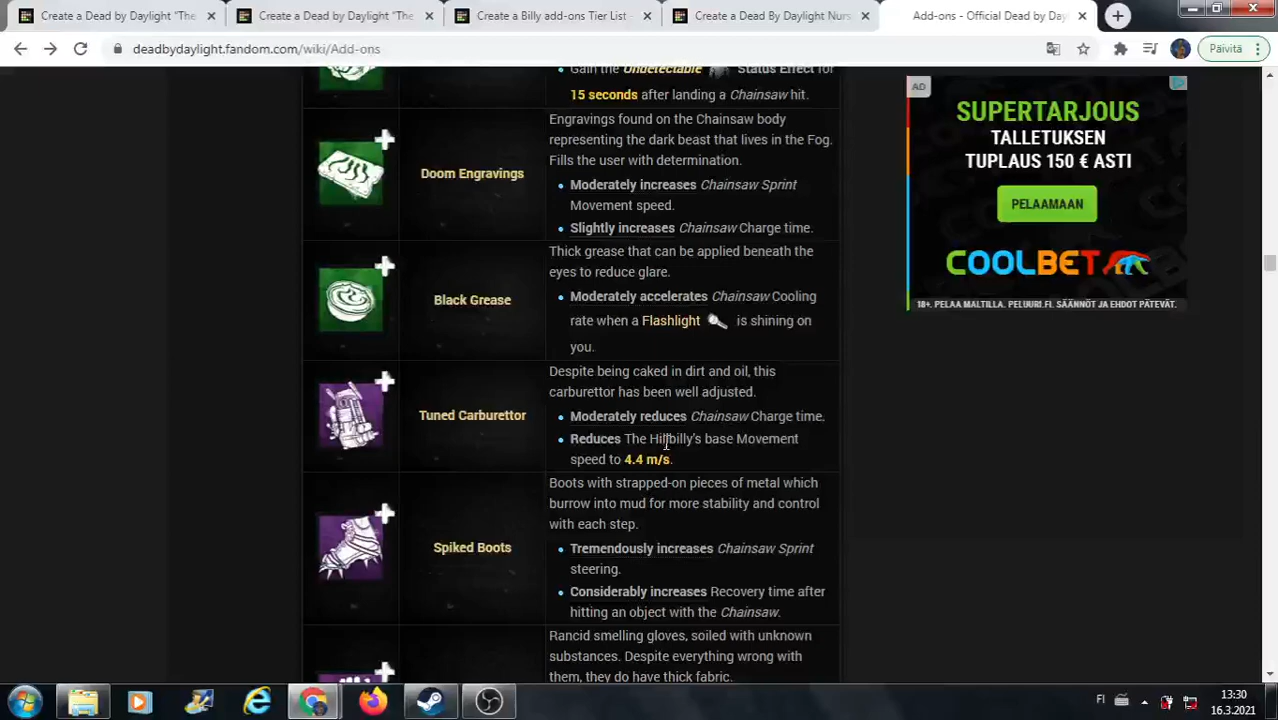 Create a Dead by Daylight "The
Create a Dead by Daylight "The
Create a Billy add-ons Tier List -
Create a Dead By Daylight Nurs
Add-ons - Official Dead by Day
deadbydaylight.fandom.com/wiki/Add-ons
Päivitä
Gain the Undetectable Status Effect for
15 seconds after landing a Chainsaw hit.
Doom Engravings
Engravings found on the Chainsaw body
representing the dark beast that lives in the Fog.
Fills the user with determination.
Moderately increases Chainsaw Sprint
Movement speed.
Slightly increases Chainsaw Charge time.
Black Grease
Thick grease that can be applied beneath the
eyes to reduce glare.
Moderately accelerates Chainsaw Cooling
rate when a Flashlight is shining on
you.
Tuned Carburettor
Despite being caked in dirt and oil, this
carburettor has been well adjusted.
Moderately reduces Chainsaw Charge time.
Reduces The Hillbilly's base Movement
speed to 4.4 m/s.
Spiked Boots
Boots with strapped-on pieces of metal which
burrow into mud for more stability and control
with each step.
Tremendously increases Chainsaw Sprint
steering.
Considerably increases Recovery time after
hitting an object with the Chainsaw.
Rancid smelling gloves, soiled with unknown
substances. Despite everything wrong with
them, they do have thick fabric.
AD
SUPERTARJOUS
TALLETUKSEN
TUPLAUS 150 € ASTI
PELAAMAAN
COOLBET
18+. PELAA MALTILLA. PELUURI.FI. SÄÄNNÖT JA EHDOT PÄTEVÄT.
FI
13:30
16.3.2021